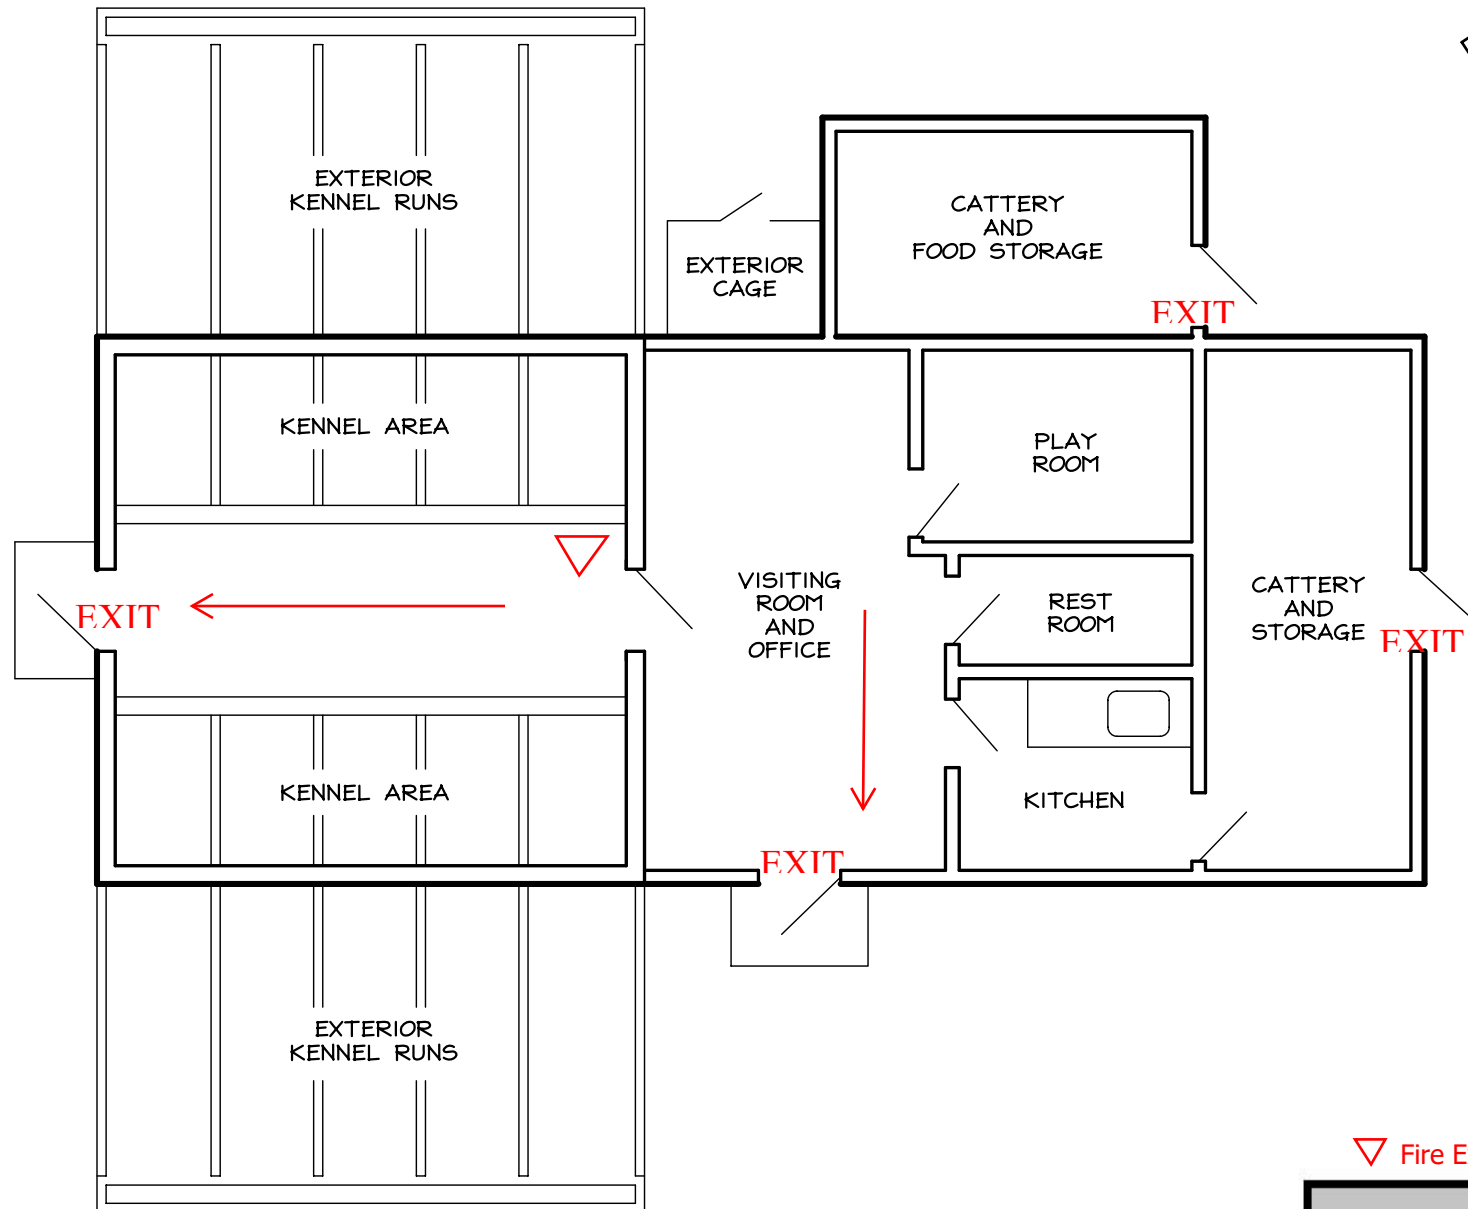 EXTERIOR
KENNEL RUNS
CATTERY
AND
FOOD STORAGE
EXTERIOR
CAGE
EXIT
KENNEL AREA
PLAY
ROOM
VISITING
ROOM
AND
OFFICE
REST
ROOM
CATTERY
AND
STORAGE
EXIT
EXIT
KENNEL AREA
KITCHEN
EXIT
EXTERIOR
KENNEL RUNS
Fire E